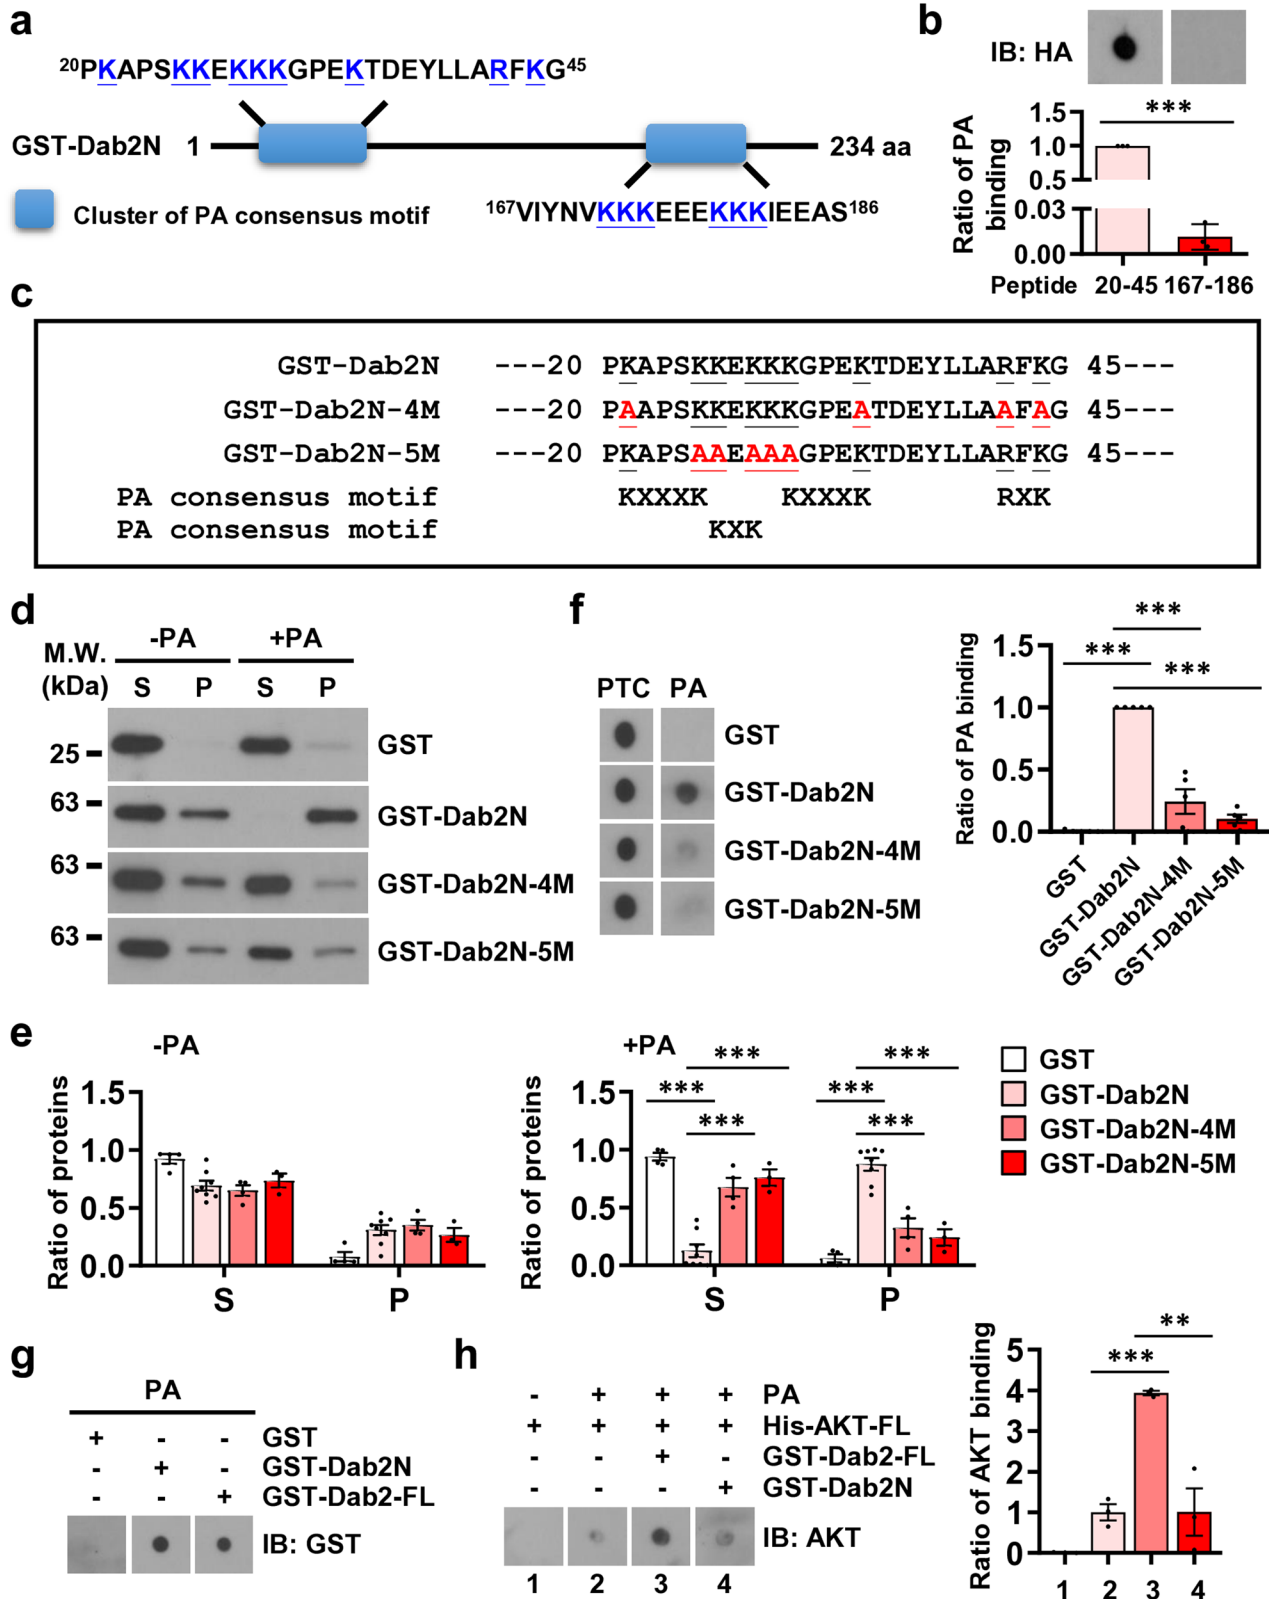 a
²⁰PKAPSKKEKKKGPEKTDEYLLARFKG⁴⁵
GST-Dab2N 1 234 aa
Cluster of PA consensus motif
¹⁶⁷VIYNVKKKEEEKKKIEEAS¹⁸⁶
b
IB: HA
***
Ratio of PA binding
1.5
1.0
0.5
0.03
0.00
Peptide 20-45 167-186
c
GST-Dab2N ---20 PKAPSKKEKKKGPEKTDEYLLARFKG 45---
GST-Dab2N-4M ---20 PAAPSKKEKKKGPEATDEYLLAAFAG 45---
GST-Dab2N-5M ---20 PKAPSAAEAAAGPEKTDEYLLARFKG 45---
PA consensus motif KXXXXK KXXXXK RXK
PA consensus motif KXK
d
-PA +PA
M.W.
(kDa) S P S P
25 GST
63 GST-Dab2N
63 GST-Dab2N-4M
63 GST-Dab2N-5M
f
PTC PA
GST
GST-Dab2N
GST-Dab2N-4M
GST-Dab2N-5M
***
***
***
Ratio of PA binding
1.5
1.0
0.5
0.0
GST
GST-Dab2N
GST-Dab2N-4M
GST-Dab2N-5M
e
-PA
Ratio of proteins
1.5
1.0
0.5
0.0
S P
+PA
*** ***
*** ***
*** ***
Ratio of proteins
1.5
1.0
0.5
0.0
S P
GST
GST-Dab2N
GST-Dab2N-4M
GST-Dab2N-5M
g
PA
+ - - GST
- + - GST-Dab2N
- - + GST-Dab2-FL
IB: GST
h
- + + + PA
+ + + + His-AKT-FL
- - + - GST-Dab2-FL
- - - + GST-Dab2N
IB: AKT
1 2 3 4
**
***
Ratio of AKT binding
5
4
3
2
1
0
1 2 3 4